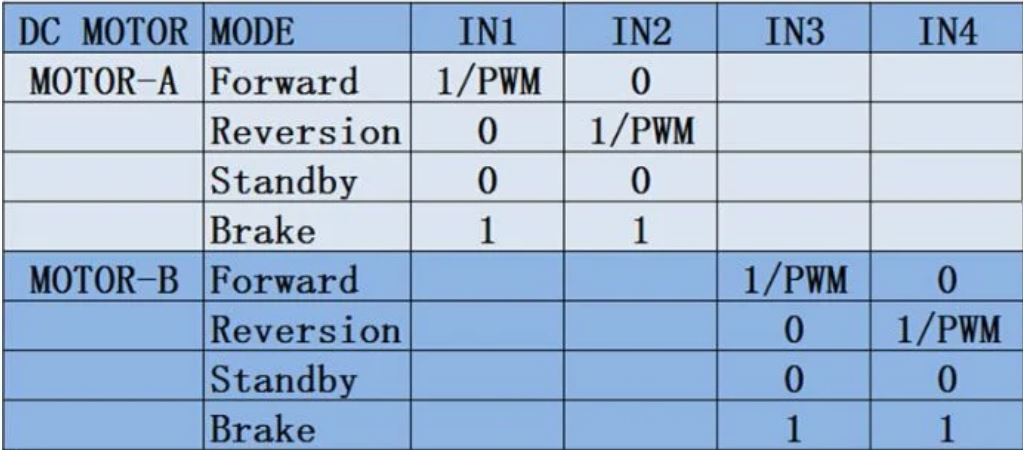 DC MOTOR MODE IN1 IN2 IN3 IN4
MOTOR-A Forward 1/PWM 0
Reversion 0 1/PWM
Standby 0 0
Brake 1 1
MOTOR-B Forward 1/PWM 0
Reversion 0 1/PWM
Standby 0 0
Brake 1 1